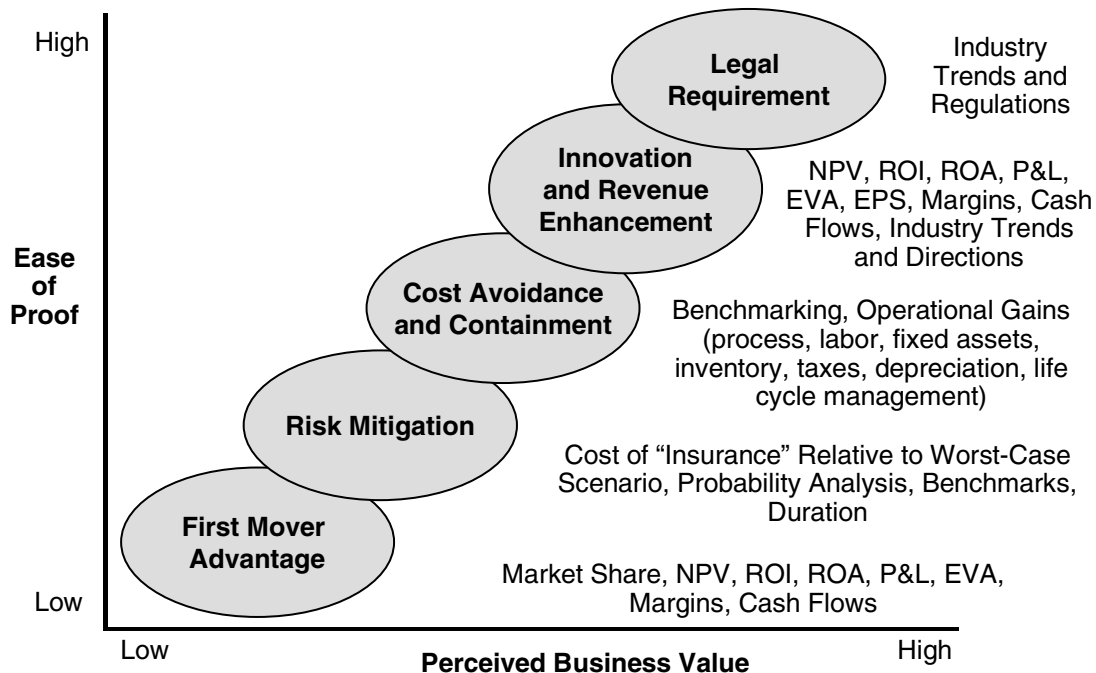 High
Legal
Requirement
Industry
Trends and
Regulations
Innovation
and Revenue
Enhancement
NPV, ROI, ROA, P&L,
EVA, EPS, Margins, Cash
Flows, Industry Trends
and Directions
Ease
of
Proof
Cost Avoidance
and Containment
Benchmarking, Operational Gains
(process, labor, fixed assets,
inventory, taxes, depreciation, life
cycle management)
Risk Mitigation
Cost of “Insurance” Relative to Worst-Case
Scenario, Probability Analysis, Benchmarks,
Duration
First Mover
Advantage
Market Share, NPV, ROI, ROA, P&L, EVA,
Margins, Cash Flows
Low
Low
Perceived Business Value
High